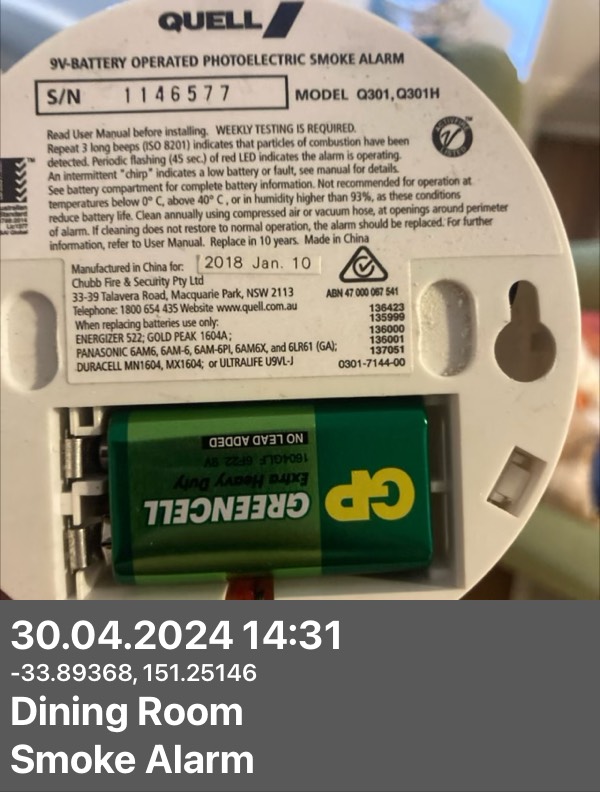 QUELL
9V-BATTERY OPERATED PHOTOELECTRIC SMOKE ALARM
S/N 1146577 MODEL Q301,Q301H
Read User Manual before installing. WEEKLY TESTING IS REQUIRED.
Repeat 3 long beeps (ISO 8201) indicates that particles of combustion have been
detected. Periodic flashing (45 sec.) of red LED indicates the alarm is operating.
An intermittent "chirp" indicates a low battery or fault, see manual for details.
See battery compartment for complete battery information. Not recommended for operation at
temperatures below 0° C, above 40° C, or in humidity higher than 93%, as these conditions
reduce battery life. Clean annually using compressed air or vacuum hose, at openings around perimeter
of alarm. If cleaning does not restore to normal operation, the alarm should be replaced. For further
information, refer to User Manual. Replace in 10 years. Made in China
Manufactured in China for: 2018 Jan. 10
Chubb Fire & Security Pty Ltd
33-39 Talavera Road, Macquarie Park, NSW 2113
Telephone: 1800 654 435 Website www.quell.com.au
When replacing batteries use only:
ENERGIZER 522; GOLD PEAK 1604A;
PANASONIC 6AM6, 6AM-6, 6AM-6PI, 6AM6X, and 6LR61 (GA);
DURACELL MN1604, MX1604; or ULTRALIFE U9VL-J
ABN 47 000 067 541
136423
135999
136000
136001
137051
0301-7144-00
NO LEAD ADDED
1604GLF 6F22 9V
Extra Heavy Duty
GREENCELL
GP
30.04.2024 14:31
-33.89368, 151.25146
Dining Room
Smoke Alarm